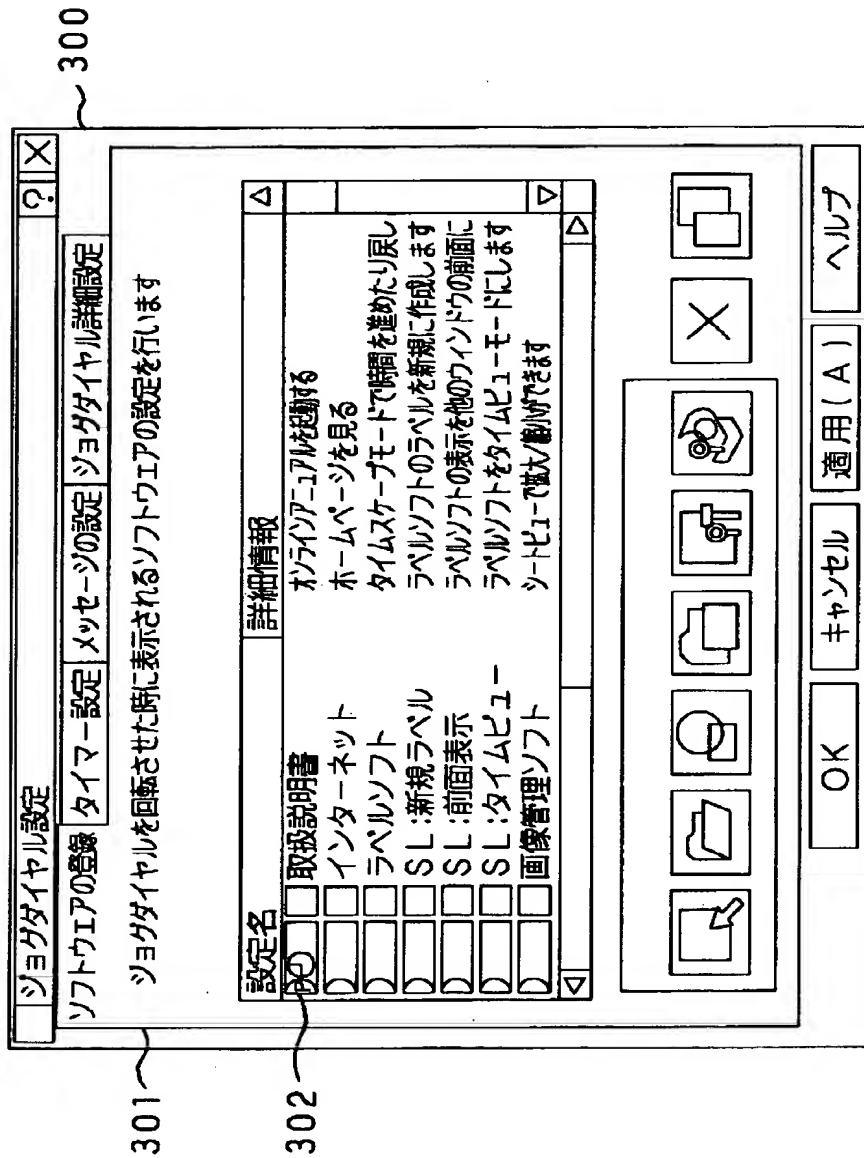 300
ジョグダイヤル設定 ? X
ソフトウェアの登録 タイマー設定 メッセージの設定 ジョグダイヤル詳細設定
301
ジョグダイヤルを回転させた時に表示されるソフトウェアの設定を行います
設定名 詳細情報
302
取扱説明書 オンラインマニュアルを起動する
インターネット ホームページを見る
ラベルソフト タイムスケープモードで時間を進めたり戻し
SL:新規ラベル ラベルソフトのラベルを新規に作成します
SL:前面表示 ラベルソフトの表示を他のウィンドウの前面に
SL:タイムビュー ラベルソフトをタイムビューモードにします
画像管理ソフト シートビューで拡大/縮小ができます
OK キャンセル 適用(A) ヘルプ